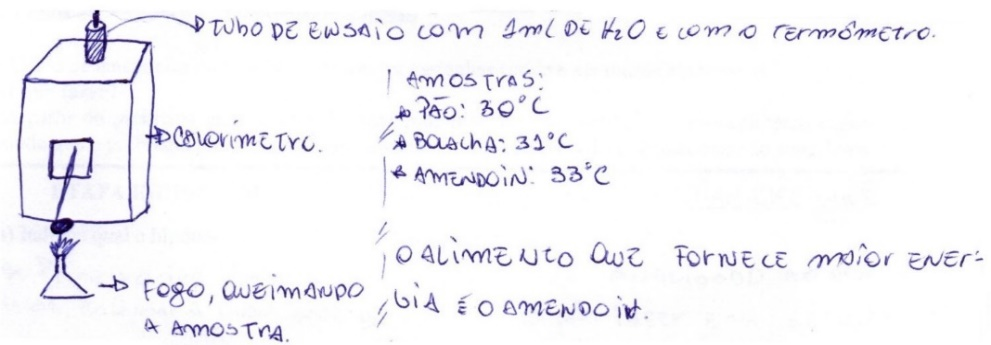 TUBO DE ENSAIO COM 1ML DE H₂O E COM O TERMÔMETRO.
AMOSTRAS:
PÃO: 30°C
CALORÍMETRO.
BOLACHA: 31°C
AMENDOIN: 33°C
O ALIMENTO QUE FORNECE MAIOR ENER-
GIA É O AMENDOIN.
FOGO, QUEIMANDO
A AMOSTRA.